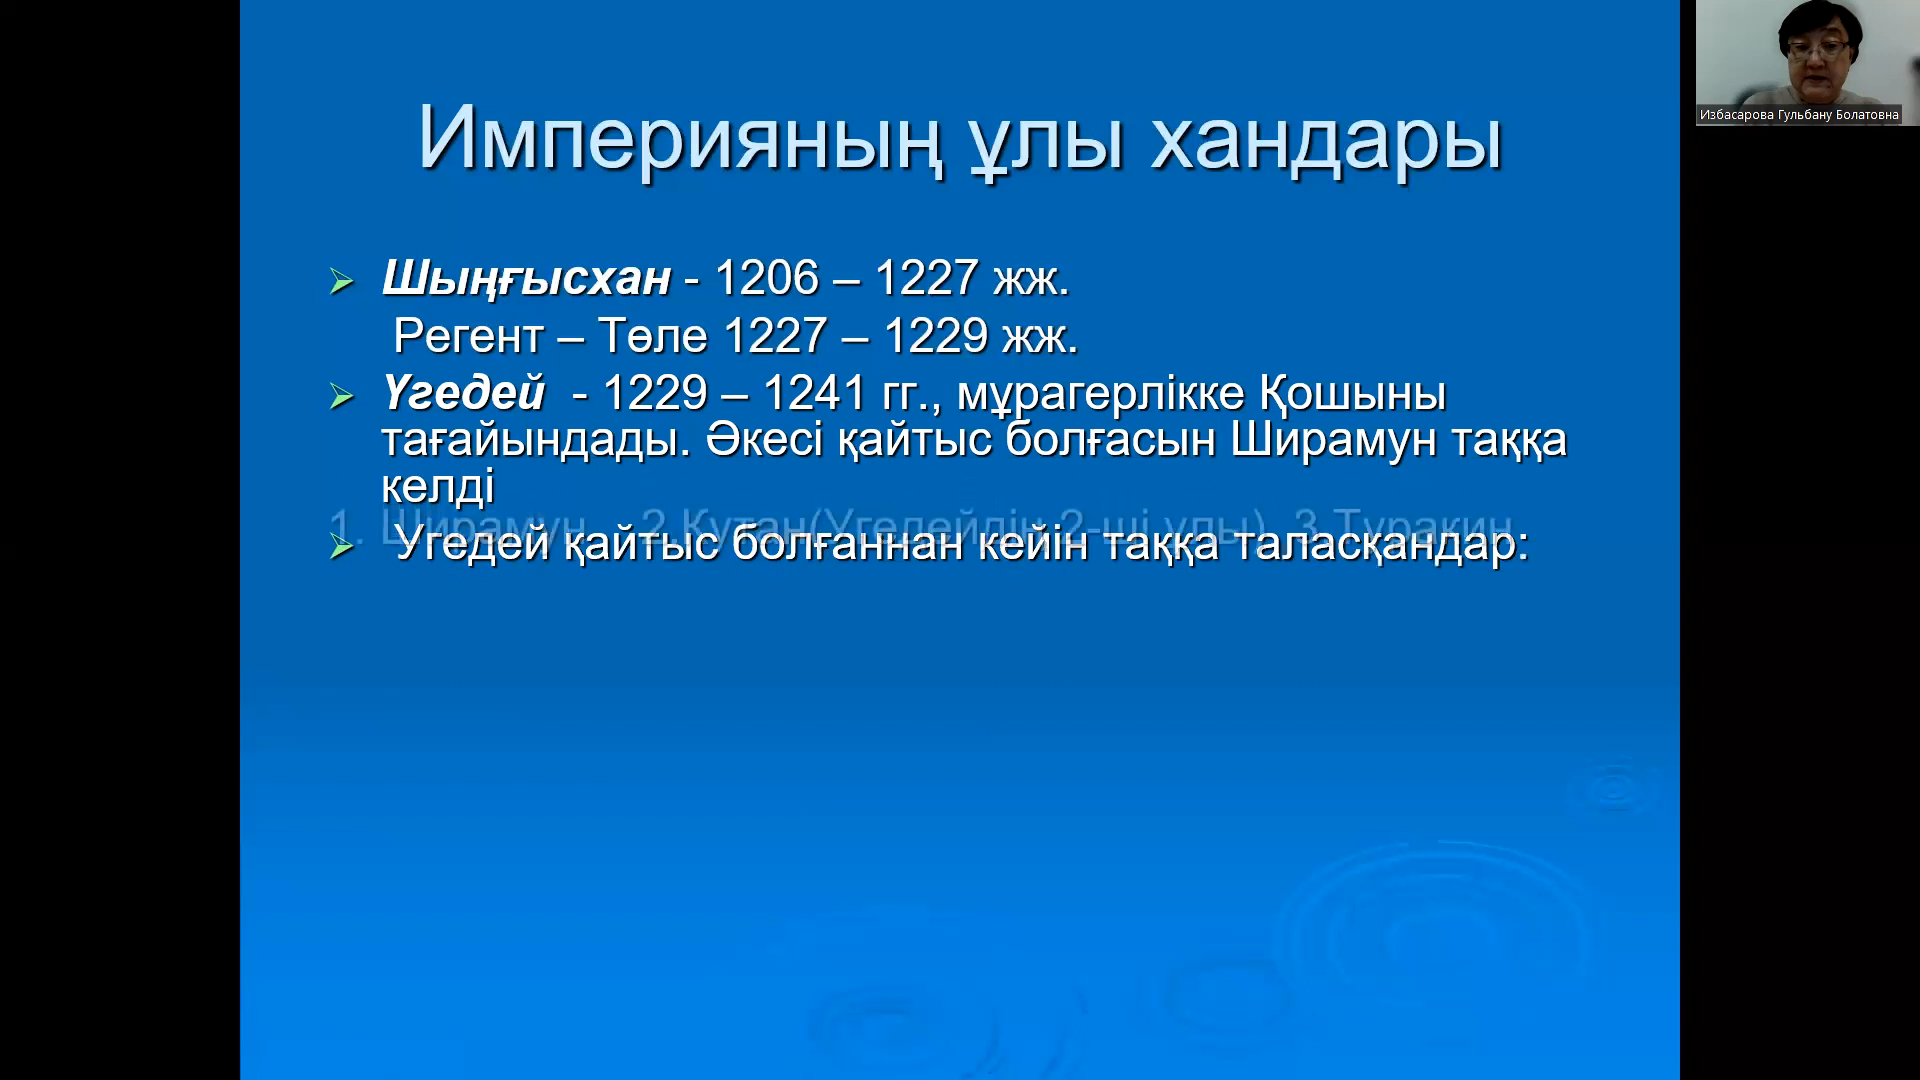 Империяның ұлы хандары
Избасарова Гульбану Болатовна
Шыңғысхан - 1206 – 1227 жж.
Регент – Төле 1227 – 1229 жж.
Үгедей - 1229 – 1241 гг., мұрагерлікке Қошыны
тағайындады. Әкесі қайтыс болғасын Ширамун таққа
келді
1. Ширамун, 2.Кутан(Угедейдің 2-ші ұлы), 3.Туракин
Угедей қайтыс болғаннан кейін таққа таласқандар: